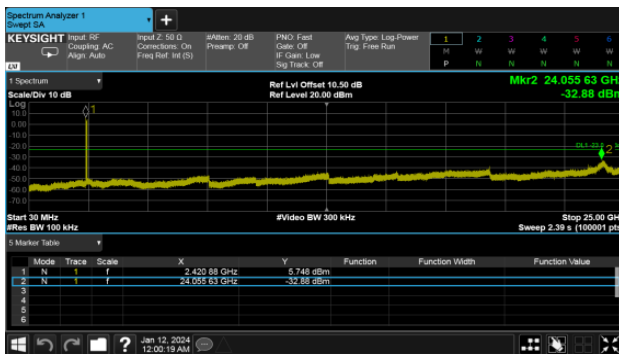 Spectrum Analyzer 1
Swept SA
KEYSIGHT Input: RF Input Z: 50 Ω #Atten: 20 dB PNO: Fast Avg Type: Log-Power 1 2 3 4 5 6
Coupling: AC Corrections: On Preamp: Off Gate: Off Trig: Free Run M W W W W W
Align: Auto Freq Ref: Int (S) IF Gain: Low
Sig Track: Off P N N N N N
LXI
1 Spectrum Ref Lvl Offset 10.50 dB Mkr2 24.055 63 GHz
Scale/Div 10 dB Ref Level 20.00 dBm -32.88 dBm
Log
10.0 1
0.00
-10.0
-20.0 2
-30.0
-40.0
-50.0
-60.0
-70.0
Start 30 MHz #Video BW 300 kHz Stop 25.00 GH
#Res BW 100 kHz Sweep 2.39 s (100001 pts
5 Marker Table
Mode Trace Scale X Y Function Function Width Function Value
1 N 1 f 2.420 88 GHz 5.748 dBm
2 N 1 f 24.055 63 GHz -32.88 dBm
3
4
5
6
? Jan 12, 2024
12:00:19 AM